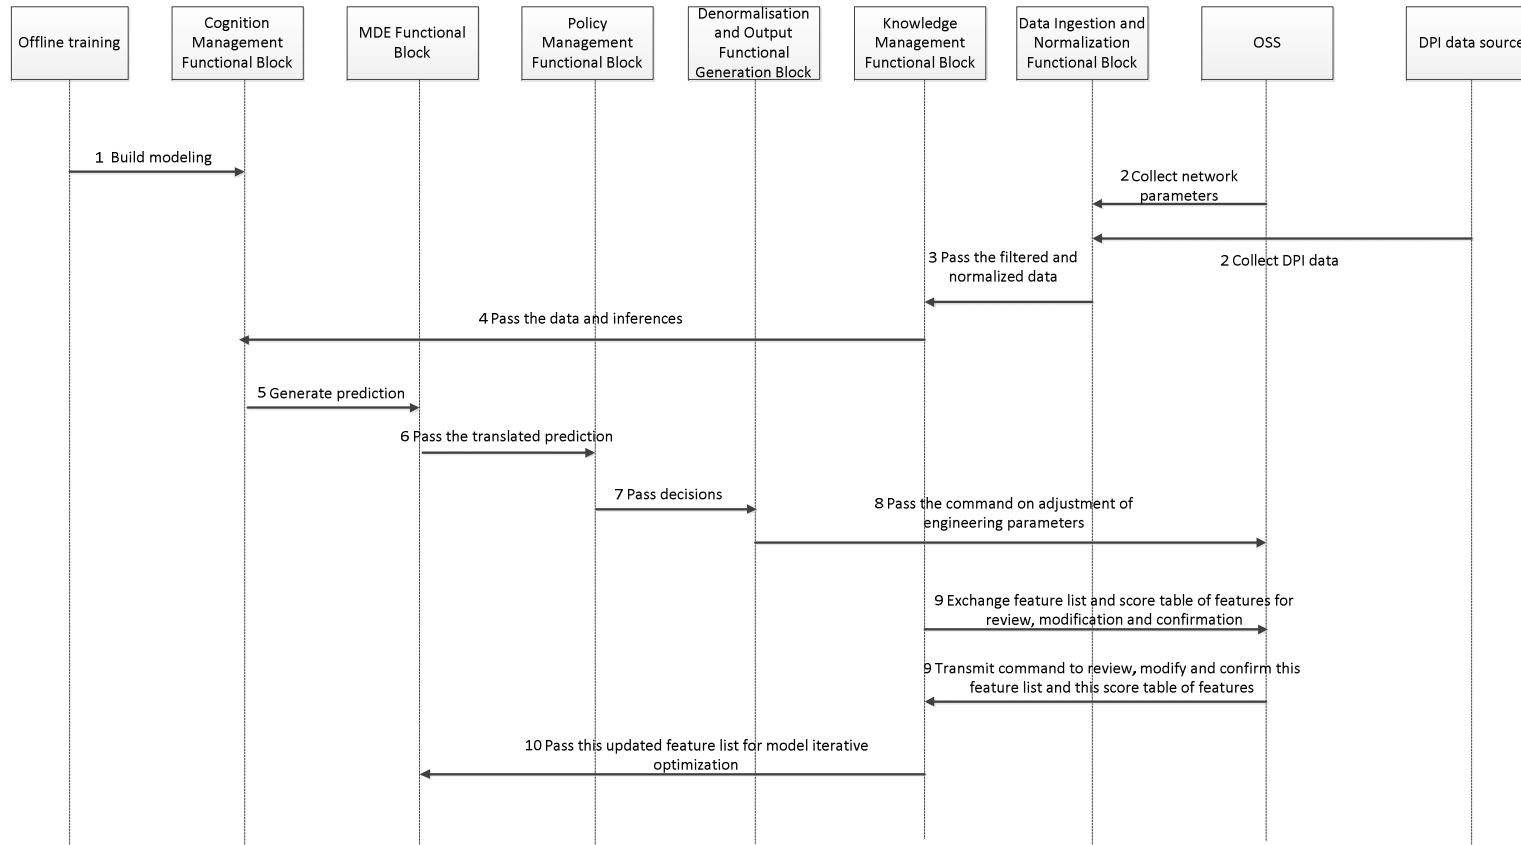 Offline training
Cognition
Management
Functional Block
MDE Functional
Block
Policy
Management
Functional Block
Denormalisation
and Output
Functional
Generation Block
Knowledge
Management
Functional Block
Data Ingestion and
Normalization
Functional Block
OSS
DPI data source
1 Build modeling
2 Collect network
parameters
2 Collect DPI data
3 Pass the filtered and
normalized data
4 Pass the data and inferences
5 Generate prediction
6 Pass the translated prediction
7 Pass decisions
8 Pass the command on adjustment of
engineering parameters
9 Exchange feature list and score table of features for
review, modification and confirmation
9 Transmit command to review, modify and confirm this
feature list and this score table of features
10 Pass this updated feature list for model iterative
optimization